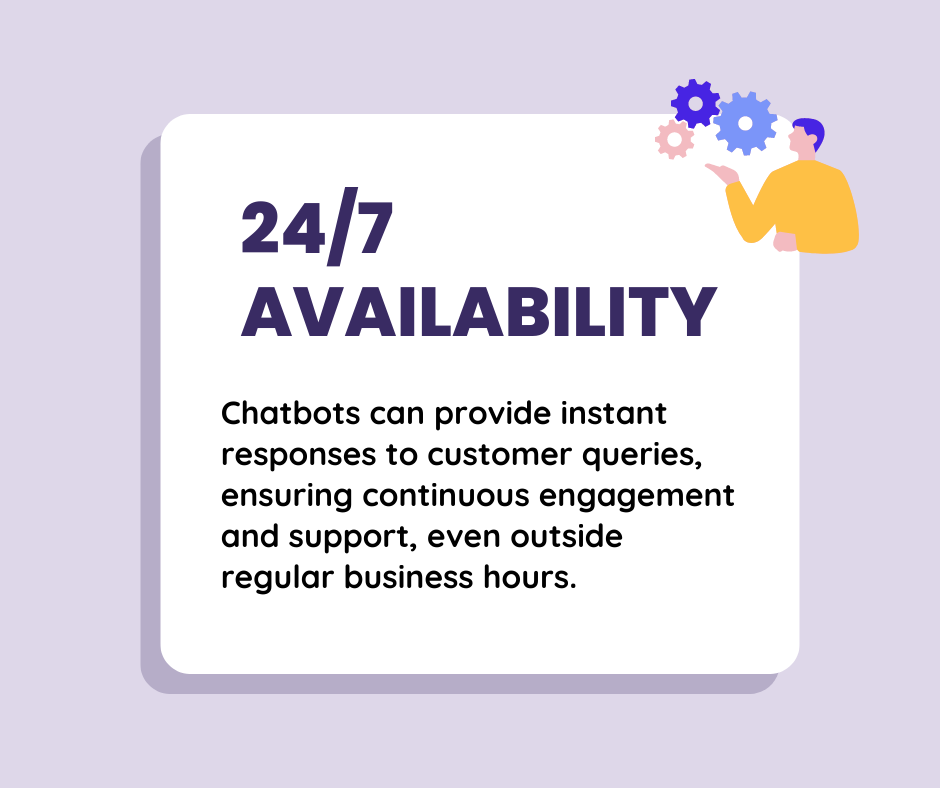 24/7
AVAILABILITY
Chatbots can provide instant
responses to customer queries,
ensuring continuous engagement
and support, even outside
regular business hours.